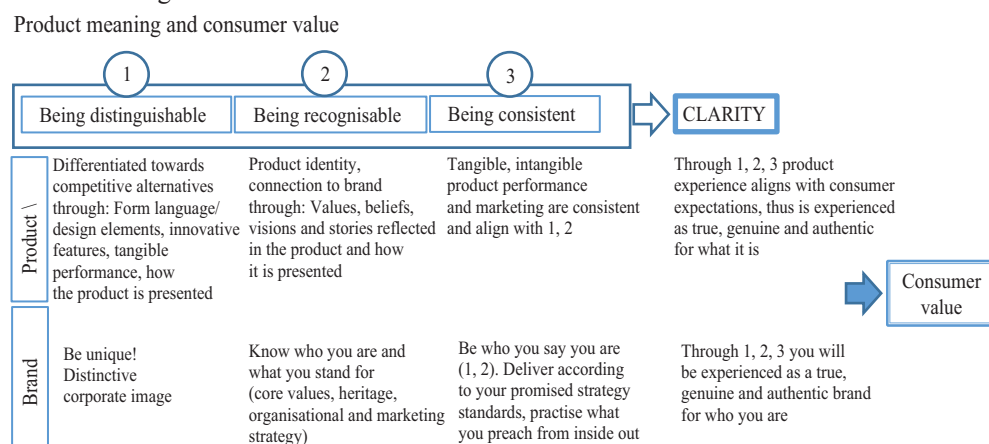 Product meaning and consumer value
1
2
3
Being distinguishable
Being recognisable
Being consistent
CLARITY
Product \
Differentiated towards
competitive alternatives
through: Form language/
design elements, innovative
features, tangible
performance, how
the product is presented
Product identity,
connection to brand
through: Values, beliefs,
visions and stories reflected
in the product and how
it is presented
Tangible, intangible
product performance
and marketing are consistent
and align with 1, 2
Through 1, 2, 3 product
experience aligns with consumer
expectations, thus is experienced
as true, genuine and authentic
for what it is
Consumer
value
Brand
Be unique!
Distinctive
corporate image
Know who you are and
what you stand for
(core values, heritage,
organisational and marketing
strategy)
Be who you say you are
(1, 2). Deliver according
to your promised strategy
standards, practise what
you preach from inside out
Through 1, 2, 3 you will
be experienced as a true,
genuine and authentic brand
for who you are